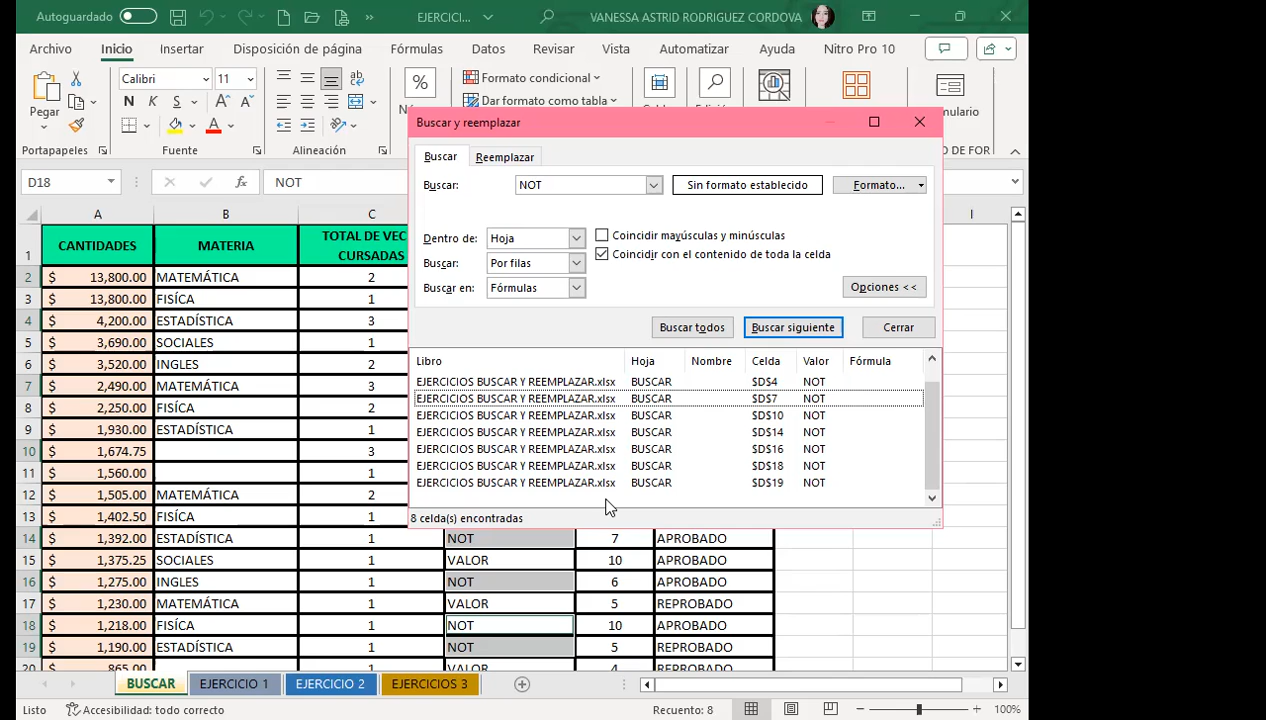 Autoguardado
EJERCICI...
VANESSA ASTRID RODRIGUEZ CORDOVA
Archivo Inicio Insertar Disposición de página Fórmulas Datos Revisar Vista Automatizar Ayuda Nitro Pro 10
Pegar
Calibri 11
N K S
Formato condicional
Dar formato como tabla
Portapapeles Fuente Alineación
D18 NOT
Buscar y reemplazar
Buscar Reemplazar
Buscar: NOT Sin formato establecido Formato...
Dentro de: Hoja Coincidir mayúsculas y minúsculas
Buscar: Por filas Coincidir con el contenido de toda la celda
Buscar en: Fórmulas Opciones <<
Buscar todos Buscar siguiente Cerrar
Libro Hoja Nombre Celda Valor Fórmula
EJERCICIOS BUSCAR Y REEMPLAZAR.xlsx BUSCAR $D$4 NOT
EJERCICIOS BUSCAR Y REEMPLAZAR.xlsx BUSCAR $D$7 NOT
EJERCICIOS BUSCAR Y REEMPLAZAR.xlsx BUSCAR $D$10 NOT
EJERCICIOS BUSCAR Y REEMPLAZAR.xlsx BUSCAR $D$14 NOT
EJERCICIOS BUSCAR Y REEMPLAZAR.xlsx BUSCAR $D$16 NOT
EJERCICIOS BUSCAR Y REEMPLAZAR.xlsx BUSCAR $D$18 NOT
EJERCICIOS BUSCAR Y REEMPLAZAR.xlsx BUSCAR $D$19 NOT
8 celda(s) encontradas
A B C I
1 CANTIDADES MATERIA TOTAL DE VEC
CURSADAS
2 $ 13,800.00 MATEMÁTICA 2
3 $ 13,800.00 FISÍCA 1
4 $ 4,200.00 ESTADÍSTICA 3
5 $ 3,690.00 SOCIALES 1
6 $ 3,520.00 INGLES 2
7 $ 2,490.00 MATEMÁTICA 3
8 $ 2,250.00 FISÍCA 2
9 $ 1,930.00 ESTADÍSTICA 1
10 $ 1,674.75 3
11 $ 1,560.00 1
12 $ 1,505.00 MATEMÁTICA 2
13 $ 1,402.50 FISÍCA 1
14 $ 1,392.00 ESTADÍSTICA 1 NOT 7 APROBADO
15 $ 1,375.25 SOCIALES 1 VALOR 10 APROBADO
16 $ 1,275.00 INGLES 1 NOT 6 APROBADO
17 $ 1,230.00 MATEMÁTICA 1 VALOR 5 REPROBADO
18 $ 1,218.00 FISÍCA 1 NOT 10 APROBADO
19 $ 1,190.00 ESTADÍSTICA 1 NOT 5 REPROBADO
20 $ 865.00 1 VALOR 4
BUSCAR EJERCICIO 1 EJERCICIO 2 EJERCICIOS 3
Listo Accesibilidad: todo correcto Recuento: 8 100%